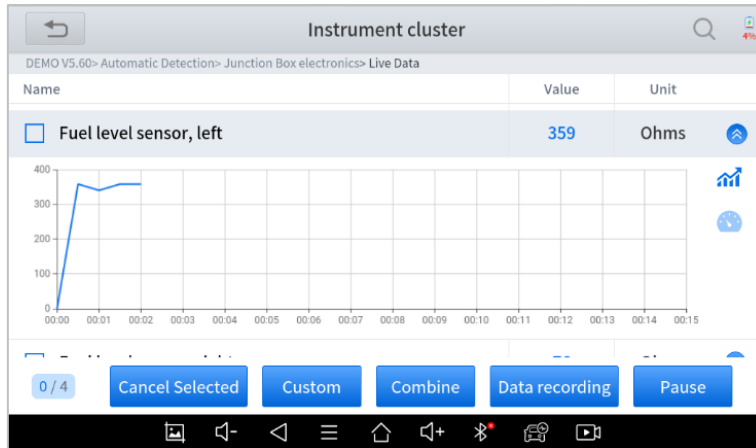 Instrument cluster
4%
DEMO V5.60> Automatic Detection> Junction Box electronics> Live Data
Name Value Unit
Fuel level sensor, left 359 Ohms
400
300
200
100
0
00:00 00:01 00:02 00:03 00:04 00:05 00:06 00:07 00:08 00:09 00:10 00:11 00:12 00:13 00:14 00:15
0 / 4 Cancel Selected Custom Combine Data recording Pause